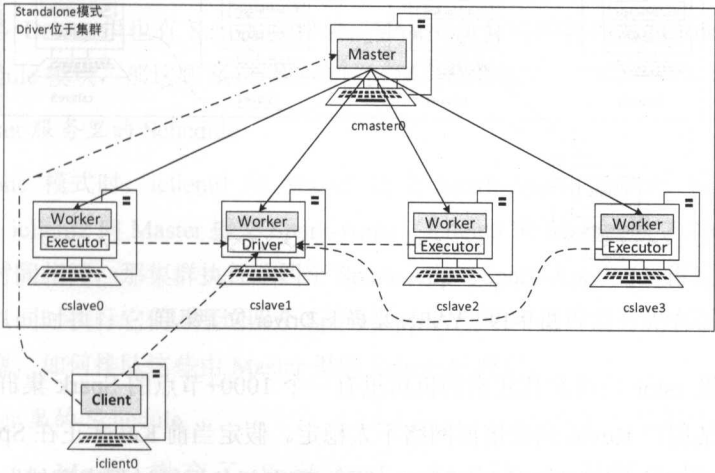 Standalone模式
Driver位于集群
Master
cmaster0
Worker
Executor
cslave0
Worker
Driver
cslave1
Worker
Executor
cslave2
Worker
Executor
cslave3
Client
iclient0